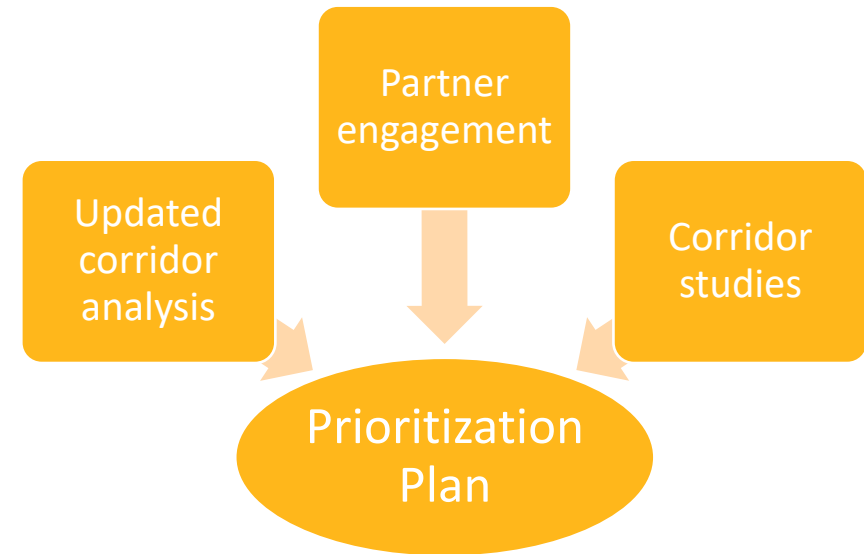 Partner
engagement
Updated
corridor
analysis
Corridor
studies
Prioritization
Plan